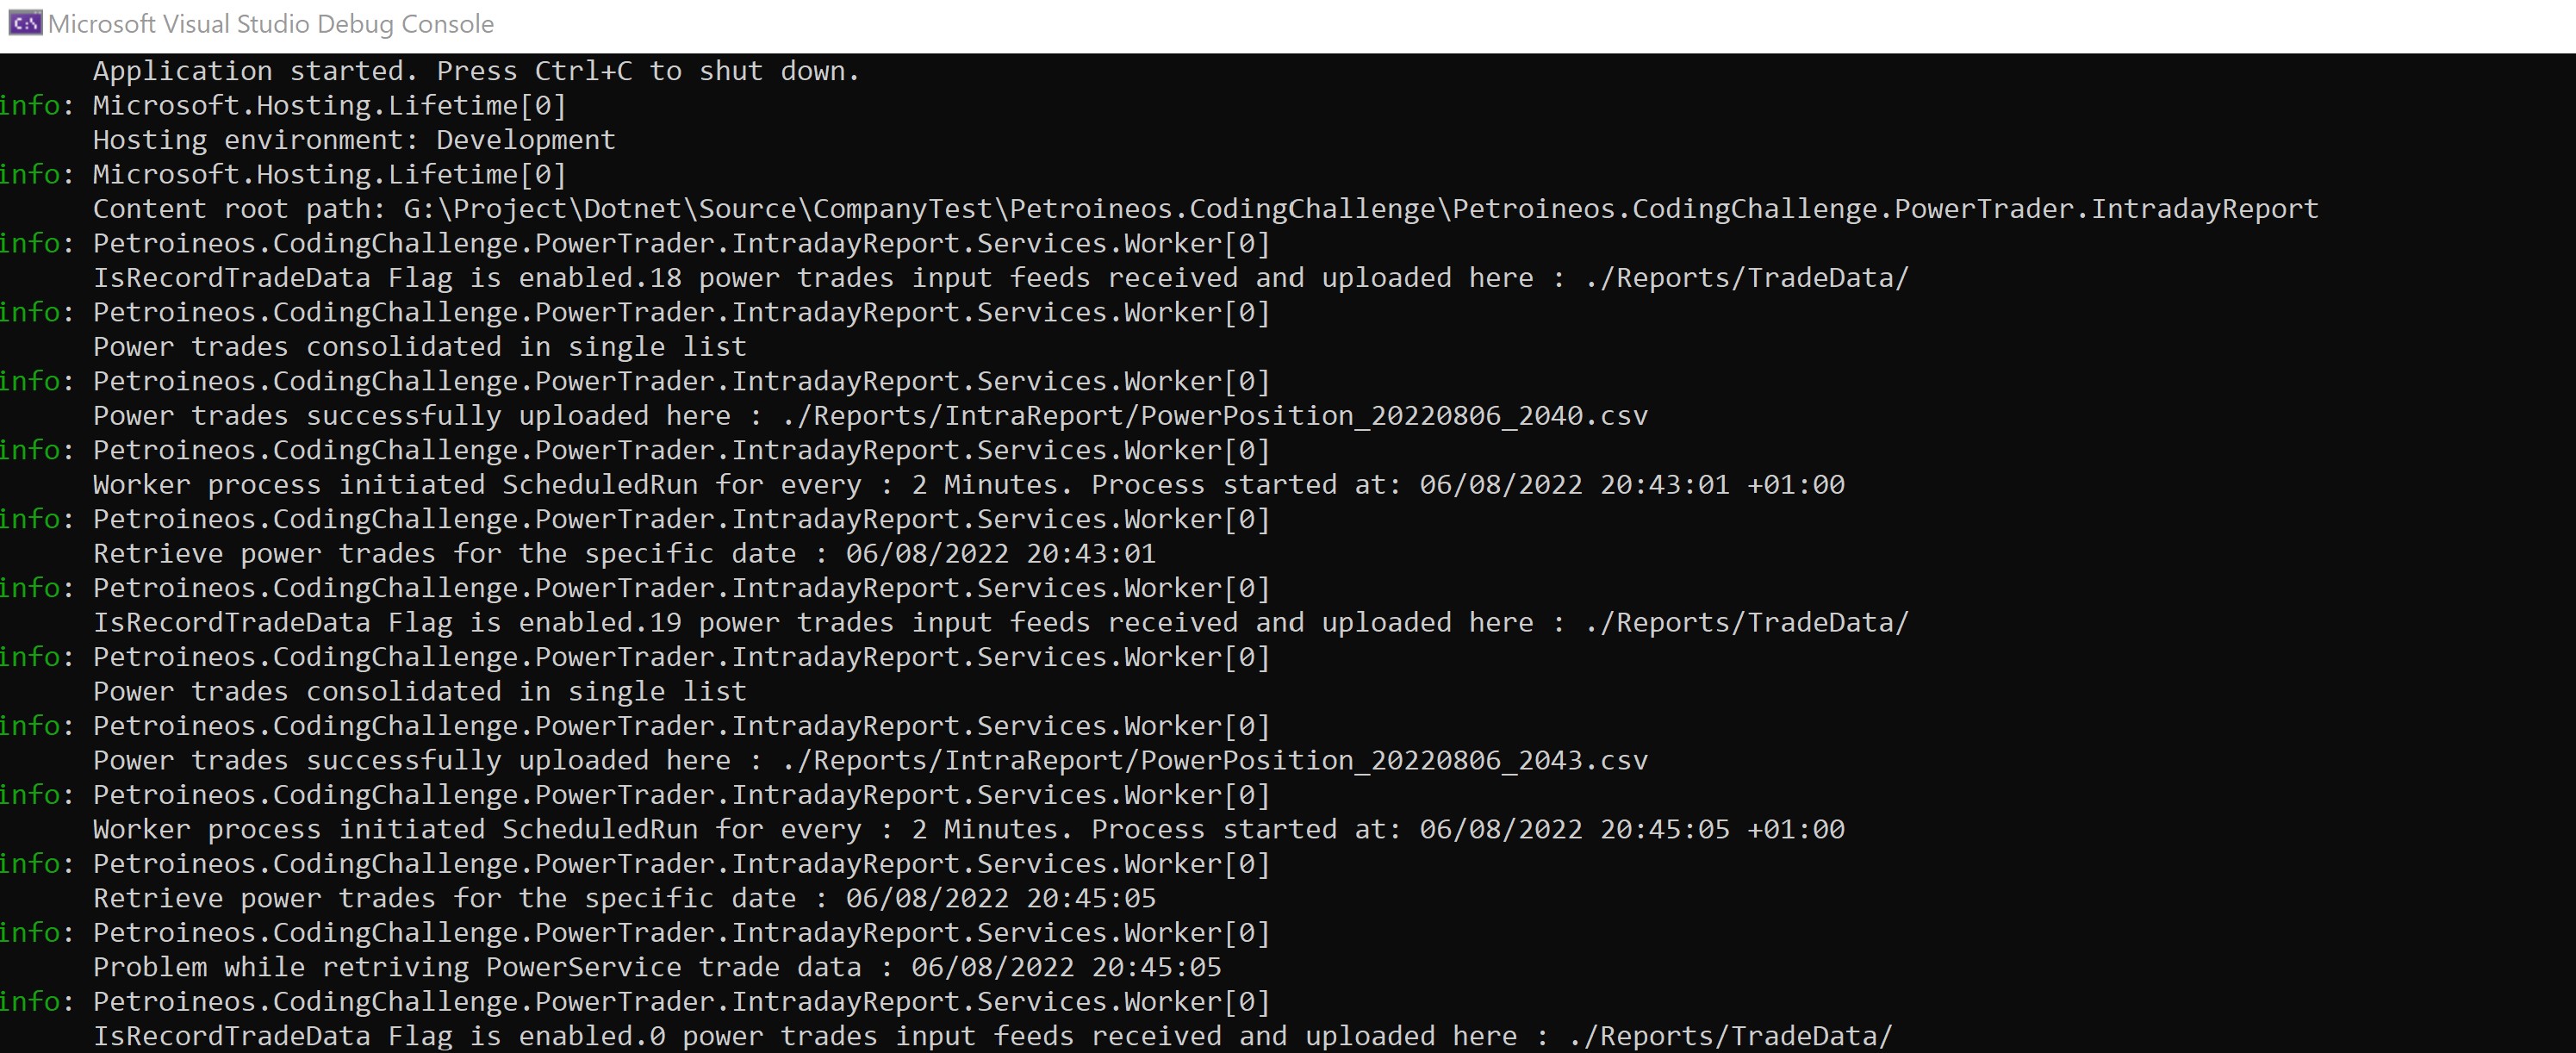 Microsoft Visual Studio Debug Console
Application started. Press Ctrl+C to shut down.
info: Microsoft.Hosting.Lifetime[0]
Hosting environment: Development
info: Microsoft.Hosting.Lifetime[0]
Content root path: G:\Project\Dotnet\Source\CompanyTest\Petroineos.CodingChallenge\Petroineos.CodingChallenge.PowerTrader.IntradayReport
info: Petroineos.CodingChallenge.PowerTrader.IntradayReport.Services.Worker[0]
IsRecordTradeData Flag is enabled.18 power trades input feeds received and uploaded here : ./Reports/TradeData/
info: Petroineos.CodingChallenge.PowerTrader.IntradayReport.Services.Worker[0]
Power trades consolidated in single list
info: Petroineos.CodingChallenge.PowerTrader.IntradayReport.Services.Worker[0]
Power trades successfully uploaded here : ./Reports/IntraReport/PowerPosition_20220806_2040.csv
info: Petroineos.CodingChallenge.PowerTrader.IntradayReport.Services.Worker[0]
Worker process initiated ScheduledRun for every : 2 Minutes. Process started at: 06/08/2022 20:43:01 +01:00
info: Petroineos.CodingChallenge.PowerTrader.IntradayReport.Services.Worker[0]
Retrieve power trades for the specific date : 06/08/2022 20:43:01
info: Petroineos.CodingChallenge.PowerTrader.IntradayReport.Services.Worker[0]
IsRecordTradeData Flag is enabled.19 power trades input feeds received and uploaded here : ./Reports/TradeData/
info: Petroineos.CodingChallenge.PowerTrader.IntradayReport.Services.Worker[0]
Power trades consolidated in single list
info: Petroineos.CodingChallenge.PowerTrader.IntradayReport.Services.Worker[0]
Power trades successfully uploaded here : ./Reports/IntraReport/PowerPosition_20220806_2043.csv
info: Petroineos.CodingChallenge.PowerTrader.IntradayReport.Services.Worker[0]
Worker process initiated ScheduledRun for every : 2 Minutes. Process started at: 06/08/2022 20:45:05 +01:00
info: Petroineos.CodingChallenge.PowerTrader.IntradayReport.Services.Worker[0]
Retrieve power trades for the specific date : 06/08/2022 20:45:05
info: Petroineos.CodingChallenge.PowerTrader.IntradayReport.Services.Worker[0]
Problem while retriving PowerService trade data : 06/08/2022 20:45:05
info: Petroineos.CodingChallenge.PowerTrader.IntradayReport.Services.Worker[0]
IsRecordTradeData Flag is enabled.0 power trades input feeds received and uploaded here : ./Reports/TradeData/